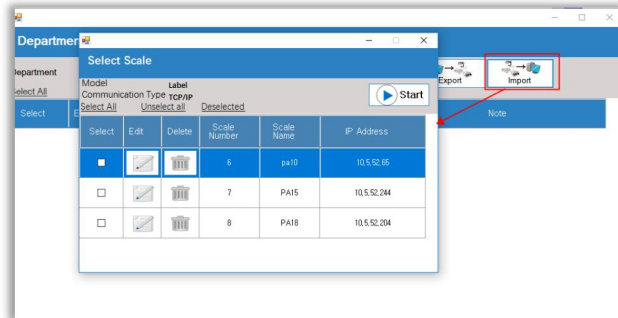 Departmen
Select Scale
Department
Model Label
Communication Type TCP/IP
Start
Export
Import
Select All
Select All Unselect all Deselected
Select
E
Note
Select Edit Delete Scale Number Scale Name IP Address
6 pa10 10,5,52,65
7 PA15 10,5,52,244
8 PA18 10,5,52,204